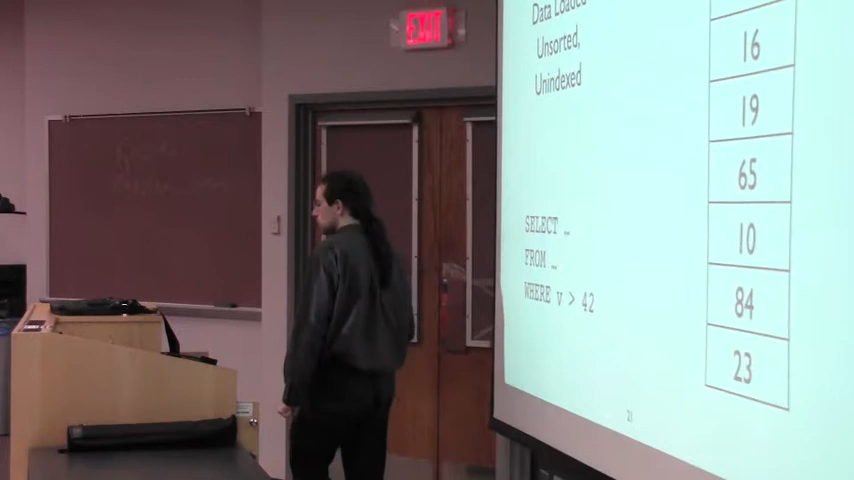 EXIT
Data Loaded
Unsorted,
Unindexed
SELECT …
FROM …
WHERE v > 42
16
19
65
10
84
23
21